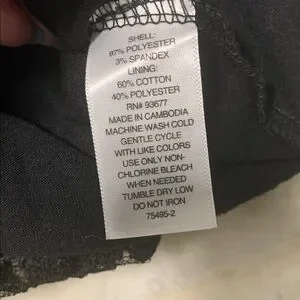 SHELL:
97% POLYESTER
3% SPANDEX
LINING:
60% COTTON
40% POLYESTER
RN# 93677
MADE IN CAMBODIA
MACHINE WASH COLD
GENTLE CYCLE
WITH LIKE COLORS
USE ONLY NON-
CHLORINE BLEACH
WHEN NEEDED
TUMBLE DRY LOW
DO NOT IRON
75495-2